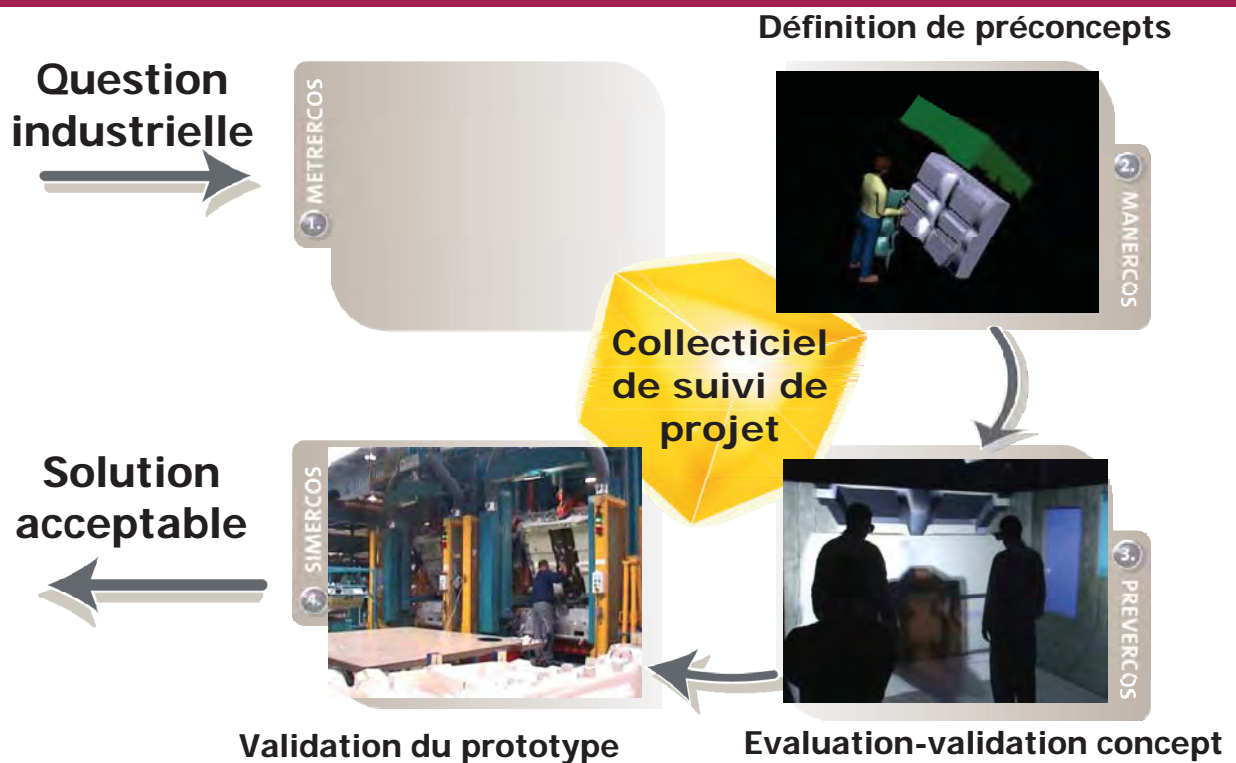 Définition de préconcepts
Question
industrielle
1. METRERCOS
2. MANERCOS
Collecticiel
de suivi de
projet
Solution
acceptable
4. SIMERCOS
3. PREVERCOS
Validation du prototype
Evaluation-validation concept